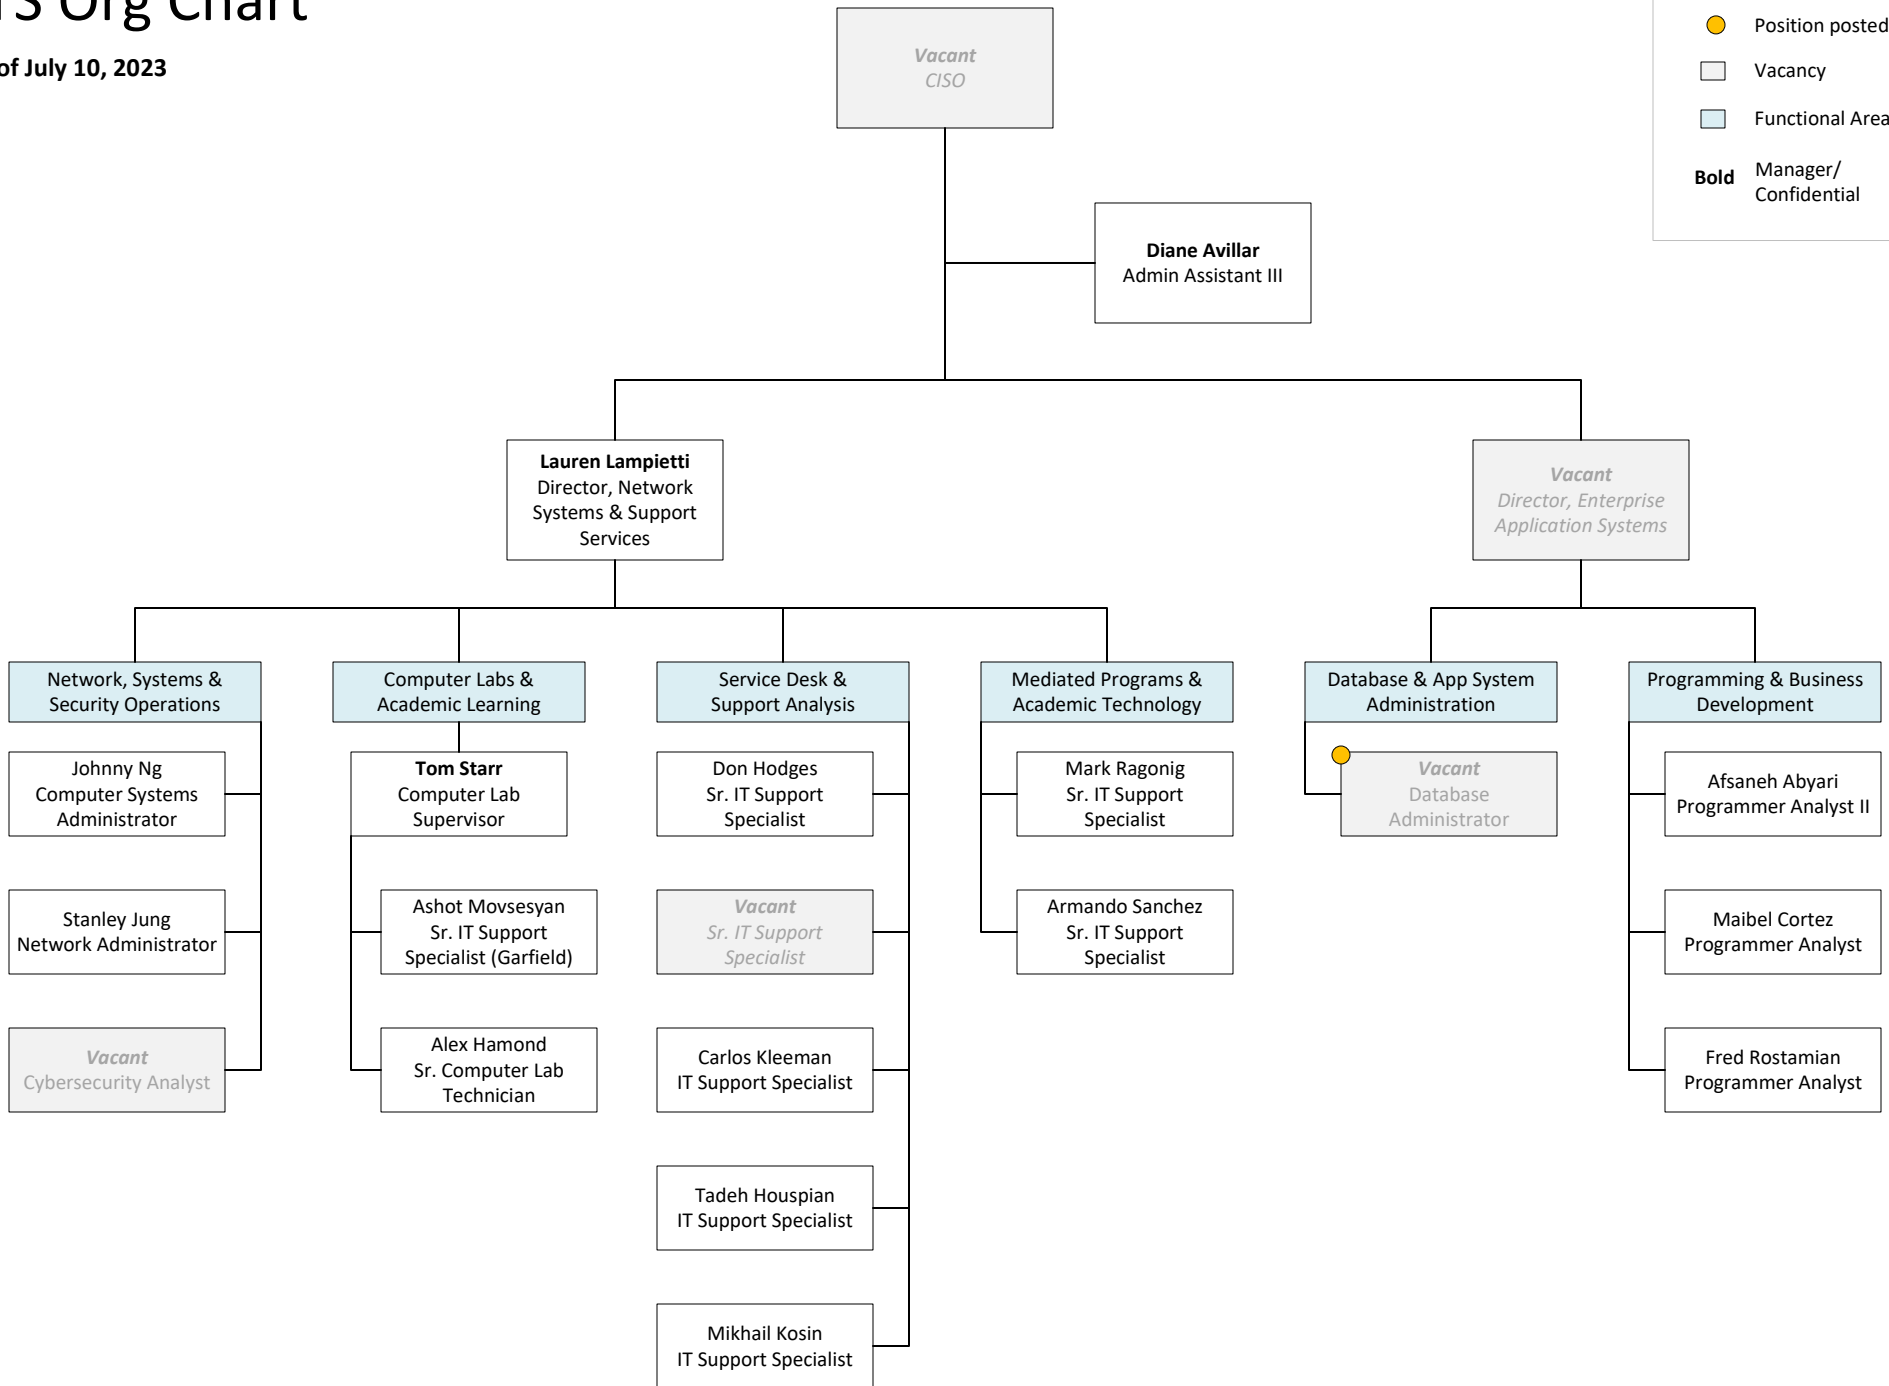 Org Chart
of July 10, 2023
Position posted
Vacancy
Functional Area
Bold
Manager/
Confidential
Vacant
CISO
Diane Avillar
Admin Assistant III
Lauren Lampietti
Director, Network
Systems & Support
Services
Vacant
Director, Enterprise
Application Systems
Network, Systems &
Security Operations
Johnny Ng
Computer Systems
Administrator
Stanley Jung
Network Administrator
Vacant
Cybersecurity Analyst
Computer Labs &
Academic Learning
Tom Starr
Computer Lab
Supervisor
Ashot Movsesyan
Sr. IT Support
Specialist (Garfield)
Alex Hamond
Sr. Computer Lab
Technician
Service Desk &
Support Analysis
Don Hodges
Sr. IT Support
Specialist
Vacant
Sr. IT Support
Specialist
Carlos Kleeman
IT Support Specialist
Tadeh Houspian
IT Support Specialist
Mikhail Kosin
IT Support Specialist
Mediated Programs &
Academic Technology
Mark Ragonig
Sr. IT Support
Specialist
Armando Sanchez
Sr. IT Support
Specialist
Database & App System
Administration
Vacant
Database
Administrator
Programming & Business
Development
Afsaneh Abyari
Programmer Analyst II
Maibel Cortez
Programmer Analyst
Fred Rostamian
Programmer Analyst